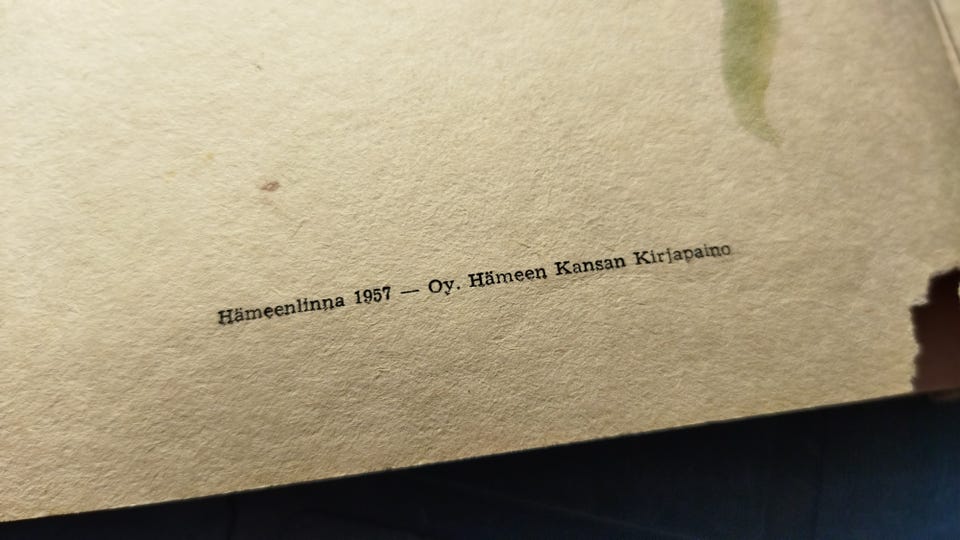 Hämeenlinna 1957 — Oy. Hämeen Kansan Kirjapaino